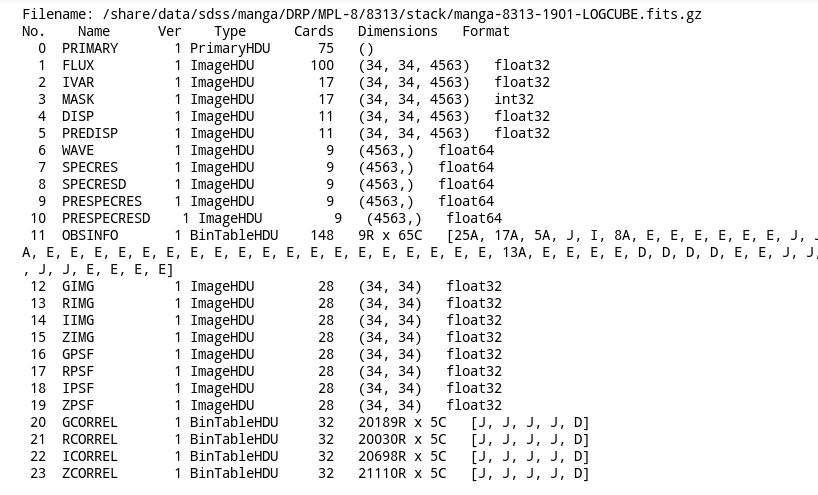 Filename: /share/data/sdss/manga/DRP/MPL-8/8313/stack/manga-8313-1901-LOGCUBE.fits.gz
No.    Name      Ver    Type      Cards   Dimensions   Format
  0  PRIMARY       1 PrimaryHDU      75   ()
  1  FLUX          1 ImageHDU       100   (34, 34, 4563)   float32
  2  IVAR          1 ImageHDU        17   (34, 34, 4563)   float32
  3  MASK          1 ImageHDU        17   (34, 34, 4563)   int32
  4  DISP          1 ImageHDU        11   (34, 34, 4563)   float32
  5  PREDISP       1 ImageHDU        11   (34, 34, 4563)   float32
  6  WAVE          1 ImageHDU         9   (4563,)   float64
  7  SPECRES       1 ImageHDU         9   (4563,)   float64
  8  SPECRESD      1 ImageHDU         9   (4563,)   float64
  9  PRESPECRES    1 ImageHDU         9   (4563,)   float64
 10  PRESPECRESD    1 ImageHDU         9   (4563,)   float64
 11  OBSINFO       1 BinTableHDU    148   9R x 65C   [25A, 17A, 5A, J, I, 8A, E, E, E, E, E, E, J, J
A, E, E, E, E, E, E, E, E, E, E, E, E, E, E, E, E, E, E, E, E, 13A, E, E, E, E, D, D, D, D, E, E, J, J,
, J, J, E, E, E, E]
 12  GIMG          1 ImageHDU        28   (34, 34)   float32
 13  RIMG          1 ImageHDU        28   (34, 34)   float32
 14  IIMG          1 ImageHDU        28   (34, 34)   float32
 15  ZIMG          1 ImageHDU        28   (34, 34)   float32
 16  GPSF          1 ImageHDU        28   (34, 34)   float32
 17  RPSF          1 ImageHDU        28   (34, 34)   float32
 18  IPSF          1 ImageHDU        28   (34, 34)   float32
 19  ZPSF          1 ImageHDU        28   (34, 34)   float32
 20  GCORREL       1 BinTableHDU     32   20189R x 5C   [J, J, J, J, D]
 21  RCORREL       1 BinTableHDU     32   20030R x 5C   [J, J, J, J, D]
 22  ICORREL       1 BinTableHDU     32   20698R x 5C   [J, J, J, J, D]
 23  ZCORREL       1 BinTableHDU     32   21110R x 5C   [J, J, J, J, D]